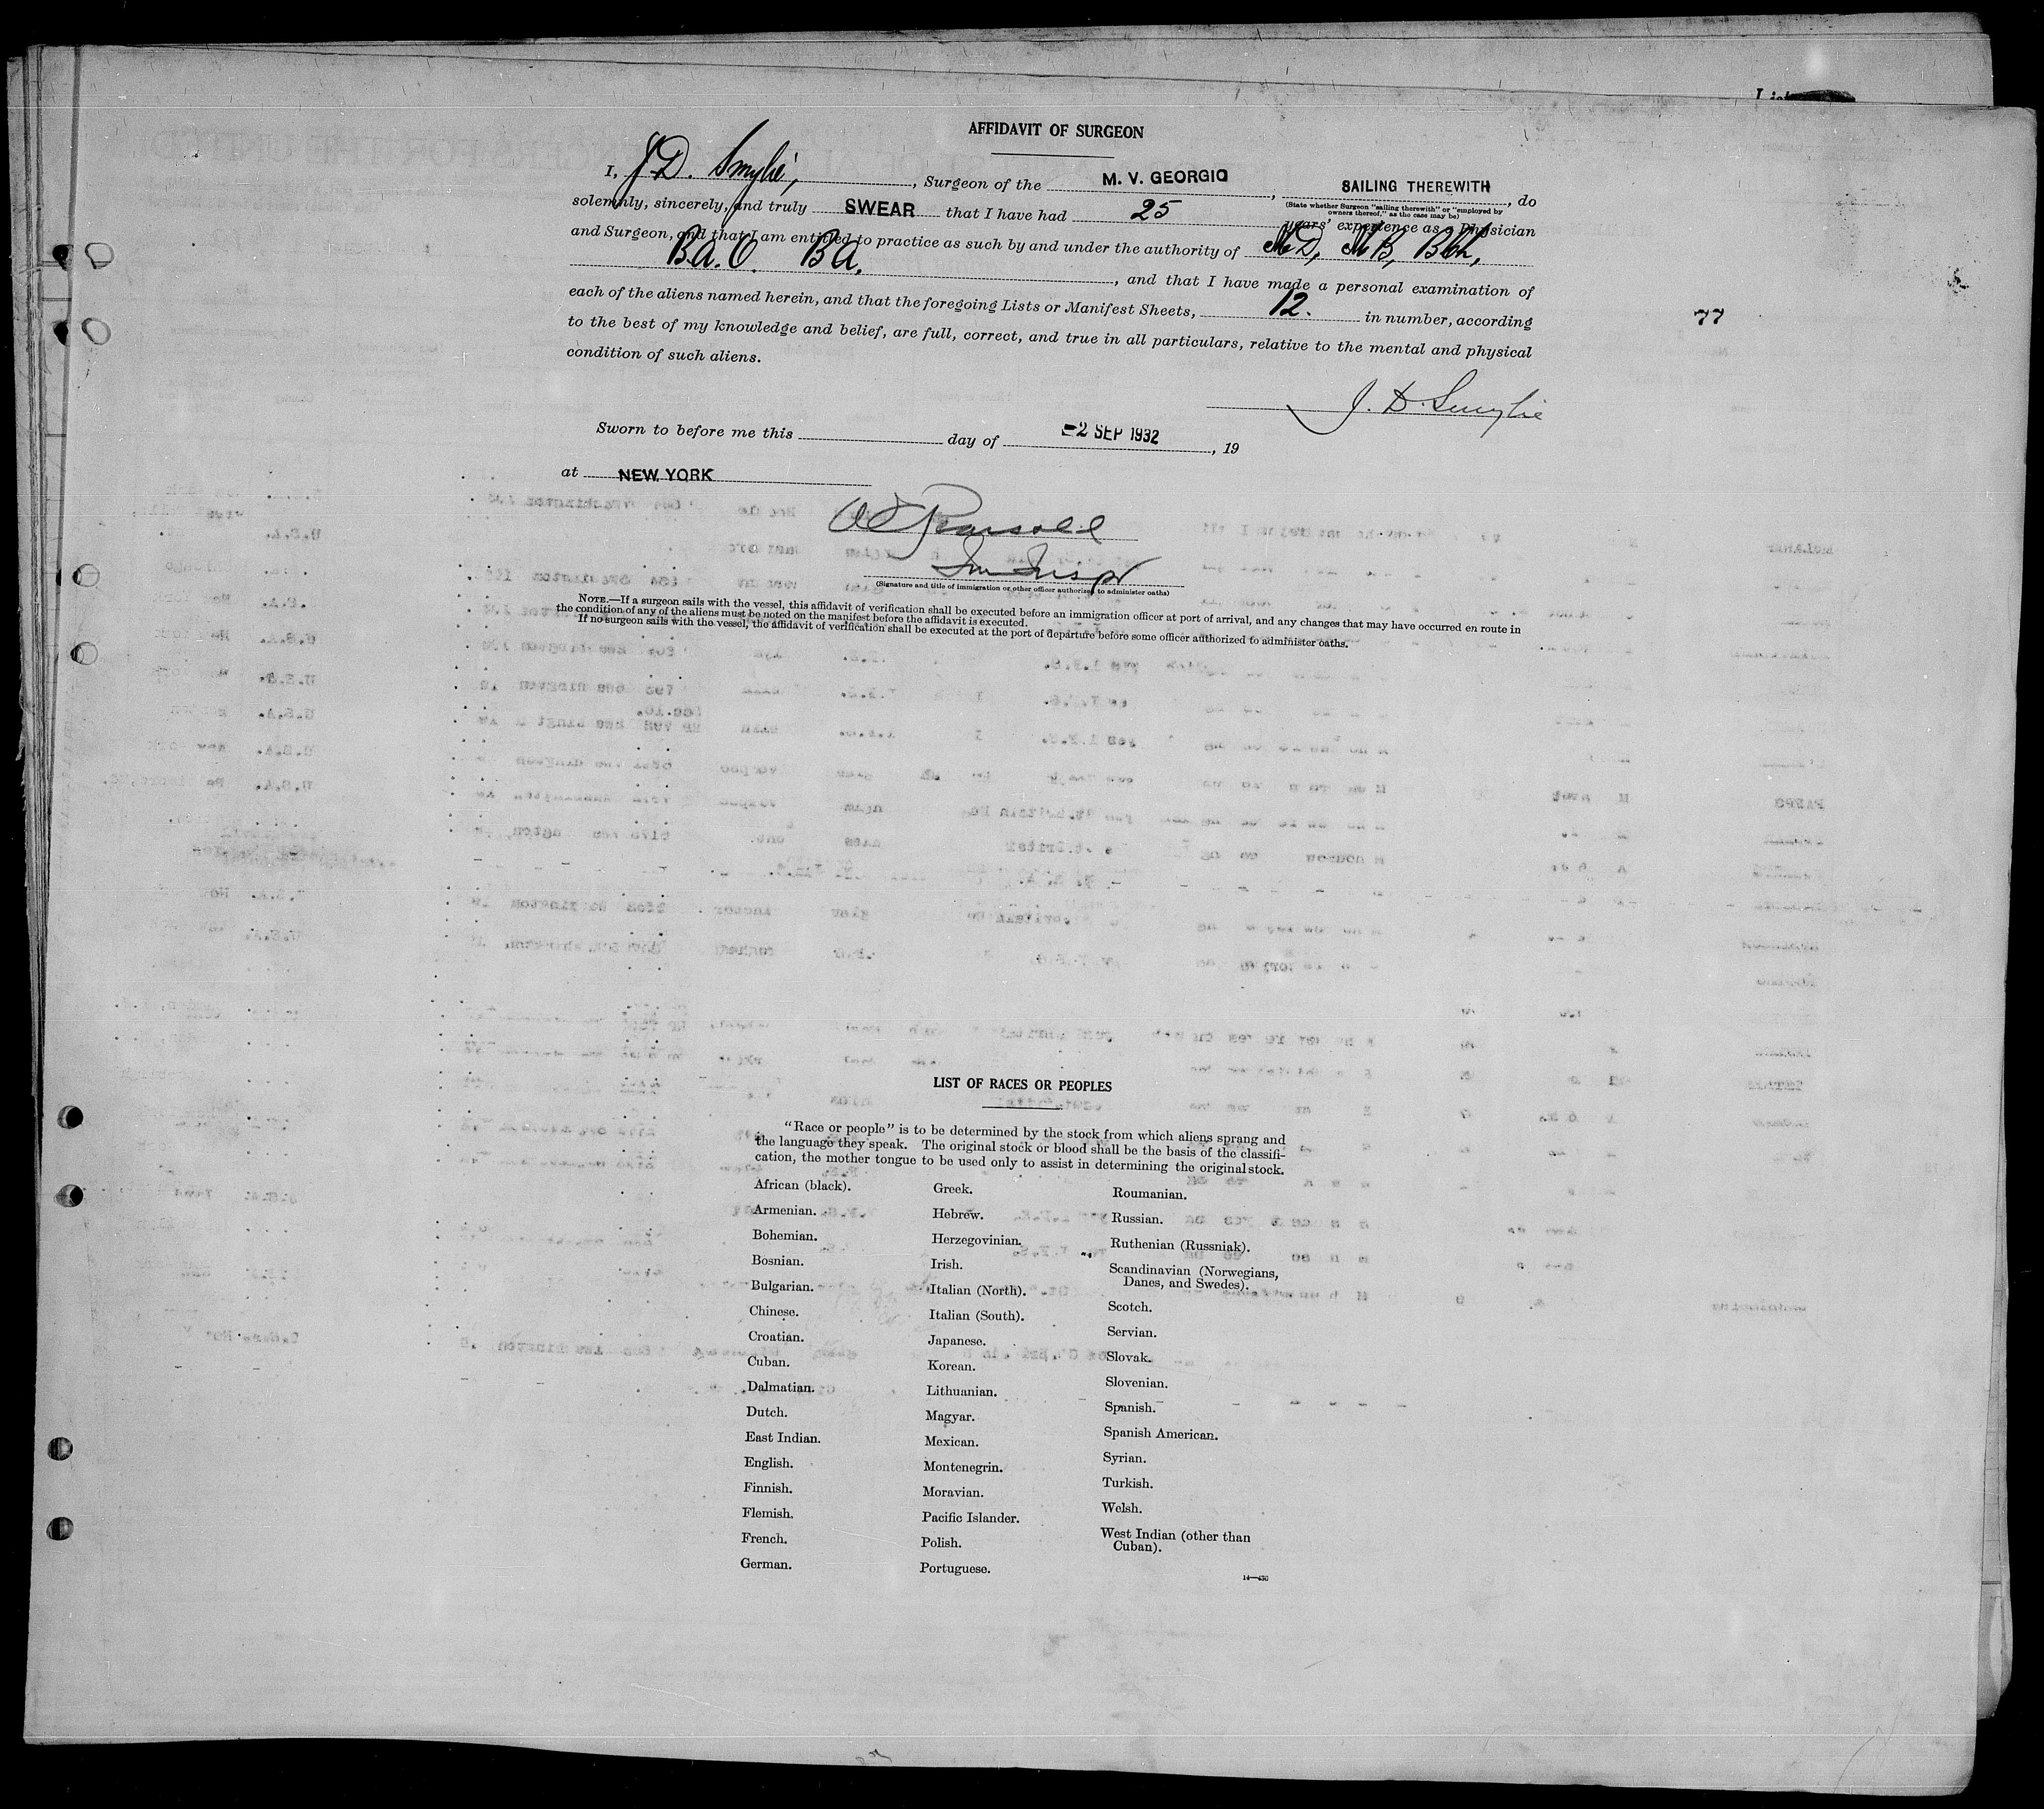 AFFIDAVIT OF SURGEON
I, J. D. Smylie, , Surgeon of the M. V. GEORGIC , SAILING THEREWITH , do
(State whether Surgeon "sailing therewith" or "employed by owners thereof," as the case may be)
solemnly, sincerely, and truly SWEAR that I have had 25 years' experience as a Physician
and Surgeon, and that I am entitled to practice as such by and under the authority of M.D, M B, B Ch,
B.A.O. BA. , and that I have made a personal examination of
each of the aliens named herein, and that the foregoing Lists or Manifest Sheets, 12. in number, according
to the best of my knowledge and belief, are full, correct, and true in all particulars, relative to the mental and physical
condition of such aliens.
77
J. D. Smylie
Sworn to before me this day of -2 SEP 1932 , 19
at NEW YORK
Pearsall
Imm Inspr
(Signature and title of immigration or other officer authorized to administer oaths)
NOTE.—If a surgeon sails with the vessel, this affidavit of verification shall be executed before an immigration officer at port of arrival, and any changes that may have occurred en route in
the condition of any of the aliens must be noted on the manifest before the affidavit is executed.
If no surgeon sails with the vessel, the affidavit of verification shall be executed at the port of departure before some officer authorized to administer oaths.
LIST OF RACES OR PEOPLES
"Race or people" is to be determined by the stock from which aliens sprang and
the language they speak. The original stock or blood shall be the basis of the classifi-
cation, the mother tongue to be used only to assist in determining the original stock.
African (black).
Armenian.
Bohemian.
Bosnian.
Bulgarian.
Chinese.
Croatian.
Cuban.
Dalmatian.
Dutch.
East Indian.
English.
Finnish.
Flemish.
French.
German.
Greek.
Hebrew.
Herzegovinian.
Irish.
Italian (North).
Italian (South).
Japanese.
Korean.
Lithuanian.
Magyar.
Mexican.
Montenegrin.
Moravian.
Pacific Islander.
Polish.
Portuguese.
Roumanian.
Russian.
Ruthenian (Russniak).
Scandinavian (Norwegians,
Danes, and Swedes).
Scotch.
Servian.
Slovak.
Slovenian.
Spanish.
Spanish American.
Syrian.
Turkish.
Welsh.
West Indian (other than
Cuban).